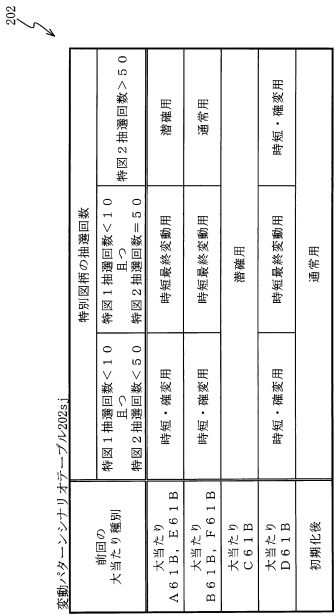 202
変動パターンシナリオテーブル202sj
前回の
大当たり種別
特別図柄の抽選回数
特図1抽選回数<10
且つ
特図2抽選回数<50
特図1抽選回数<10
且つ
特図2抽選回数=50
特図2抽選回数>50
大当たり
A61B, E61B
時短・確変用
時短最終変動用
潜確用
大当たり
B61B, F61B
時短・確変用
時短最終変動用
通常用
大当たり
C61B
潜確用
大当たり
D61B
時短・確変用
時短最終変動用
時短・確変用
初期化後
通常用